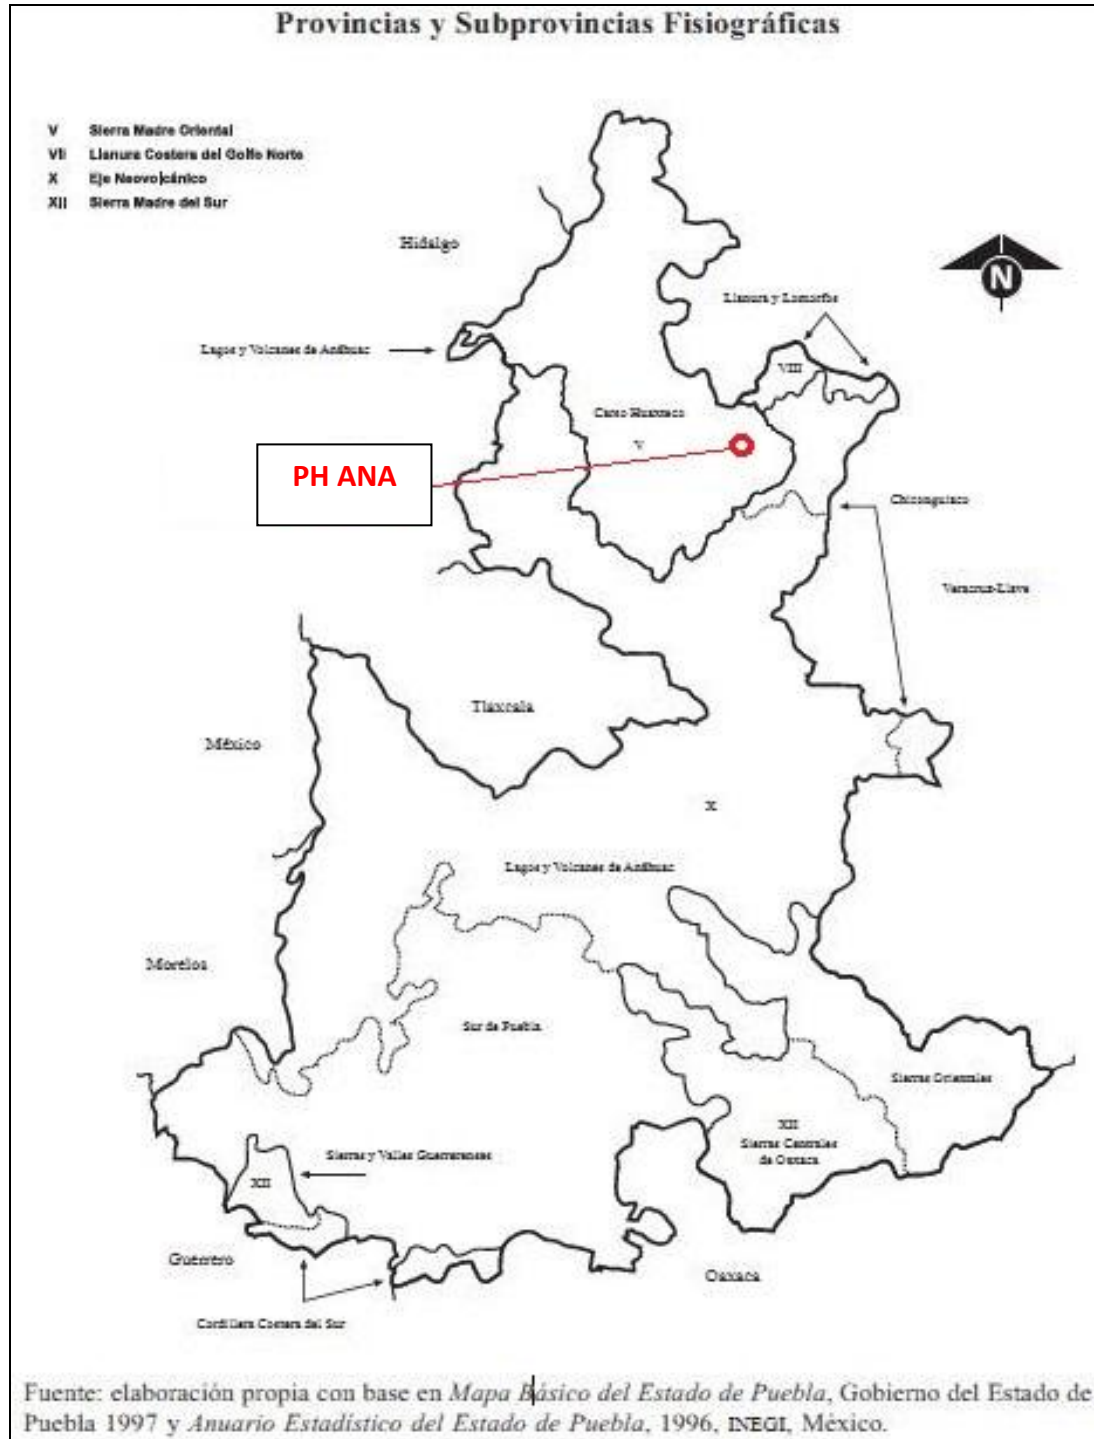 Provincias y Subprovincias Fisiográficas
V Sierra Madre Oriental
VII Llanura Costera del Golfo Norte
X Eje Neovolcánico
XII Sierra Madre del Sur
Hidalgo
N
Llanura y Lomeríos
Lagos y Volcanes de Anáhuac
VIII
Carso Huasteco
V
PH ANA
Chiconquiaco
Veracruz-Llave
Tlaxcala
México
X
Lagos y Volcanes de Anáhuac
Morelos
Sur de Puebla
Sierras Orientales
XII
Sierras Centrales
de Oaxaca
Sierras y Valles Guerrerenses
XII
Guerrero
Oaxaca
Cordillera Costera del Sur
Fuente: elaboración propia con base en Mapa Básico del Estado de Puebla, Gobierno del Estado de
Puebla 1997 y Anuario Estadístico del Estado de Puebla, 1996, INEGI, México.